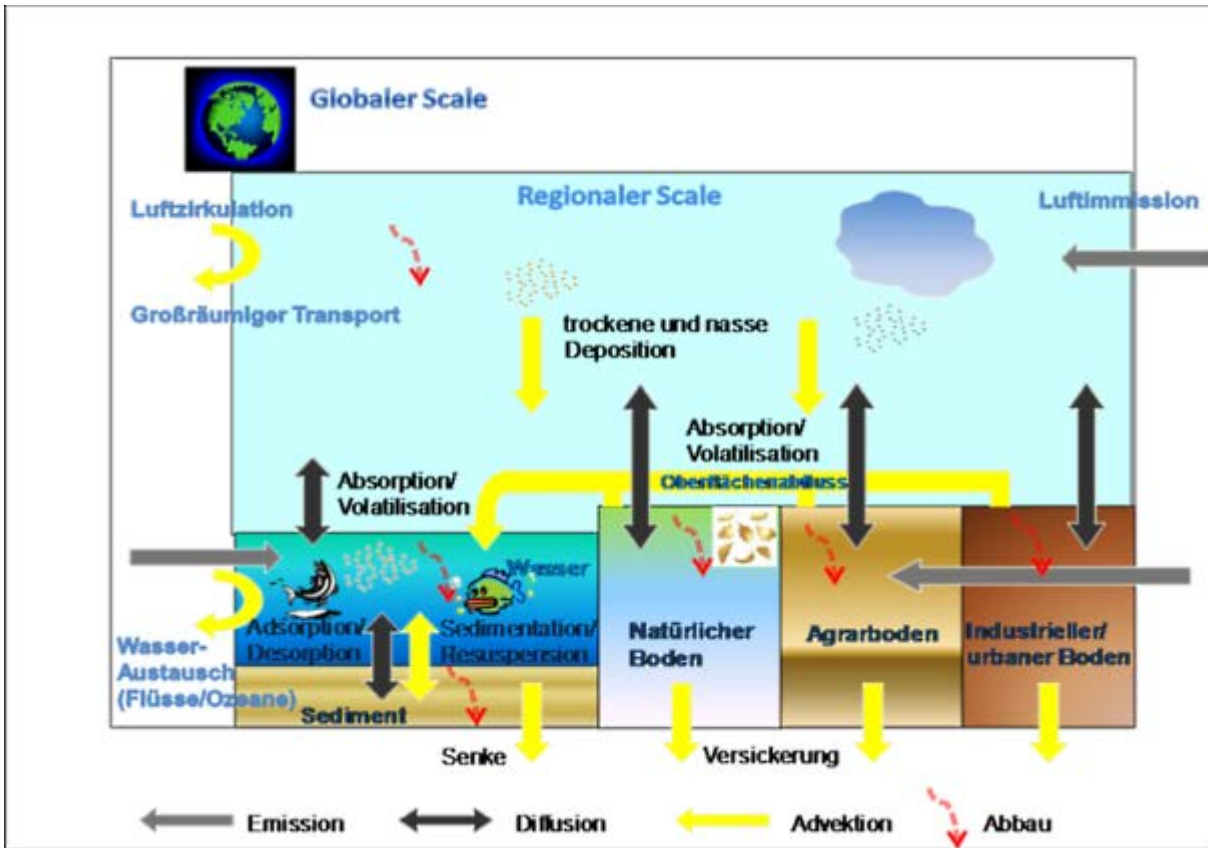 Globaler Scale
Regionaler Scale
Luftzirkulation
Luftimmission
Großräumiger Transport
trockene und nasse
Deposition
Absorption/
Volatilisation
Oberflächenabfluss
Absorption/
Volatilisation
Wasser
Adsorption/
Desorption
Sedimentation/
Resuspension
Natürlicher
Boden
Agrarboden
Industrieller/
urbaner Boden
Wasser-
Austausch
(Flüsse/Ozeane)
Sediment
Senke
Versickerung
Emission
Diffusion
Advektion
Abbau